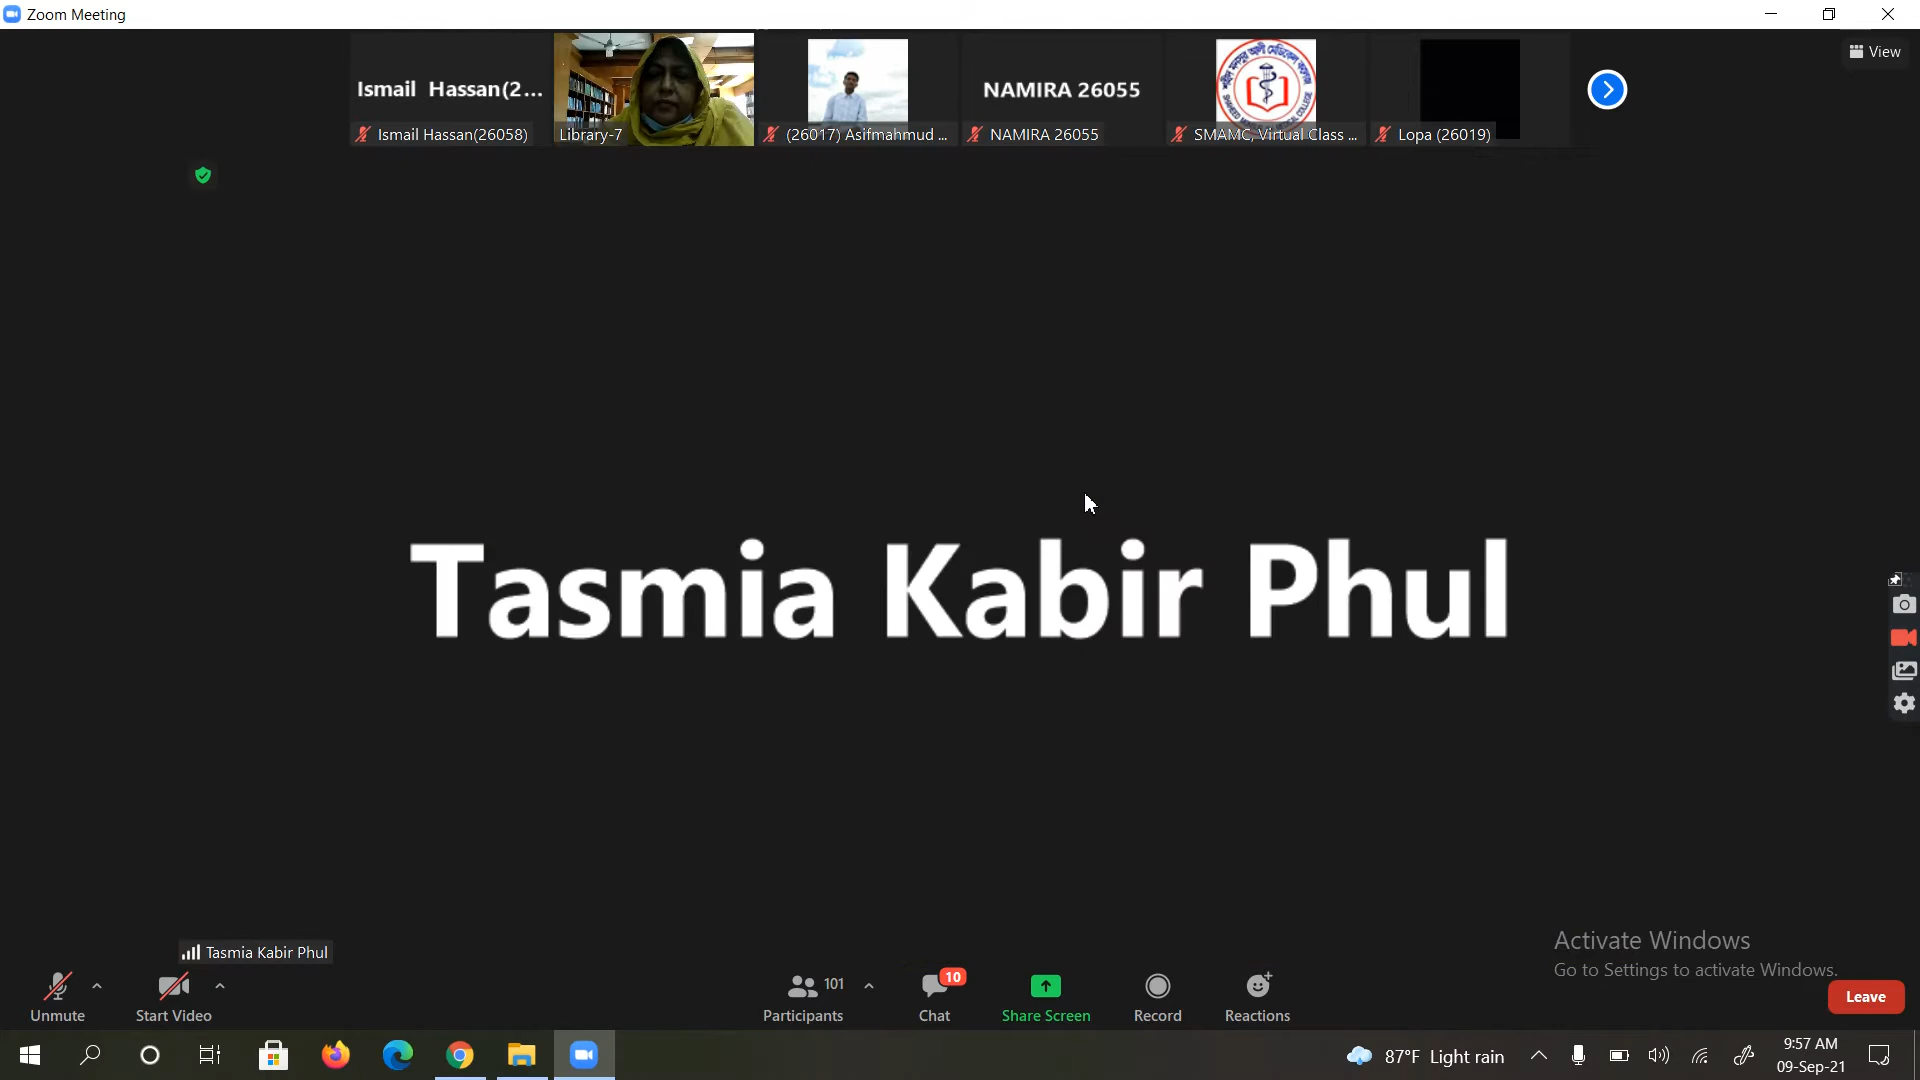 Zoom Meeting
View
Ismail Hassan(2...
NAMIRA 26055
Ismail Hassan(26058)
Library-7
(26017) Asifmahmud ...
NAMIRA 26055
SMAMC, Virtual Class ...
Lopa (26019)
Tasmia Kabir Phul
Tasmia Kabir Phul
Activate Windows
Go to Settings to activate Windows.
Unmute
Start Video
101
Participants
10
Chat
Share Screen
Record
Reactions
Leave
87°F Light rain
9:57 AM
09-Sep-21